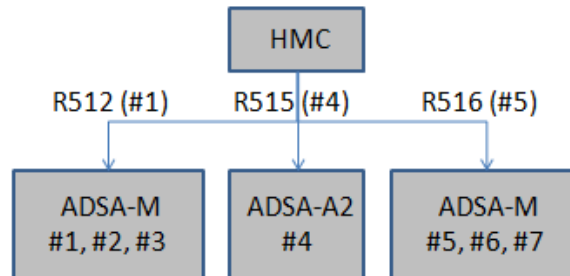 HMC
R512 (#1) R515 (#4) R516 (#5)
ADSA-M ADSA-A2 ADSA-M
#1, #2, #3 #4 #5, #6, #7